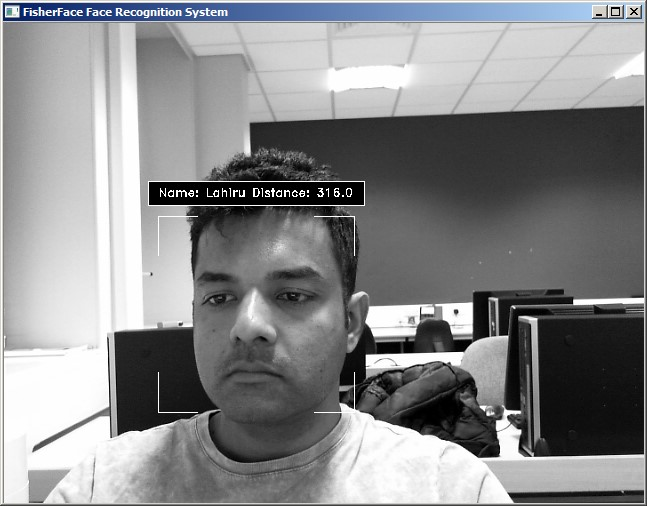 FisherFace Face Recognition System
Name: Lahiru Distance: 316.0